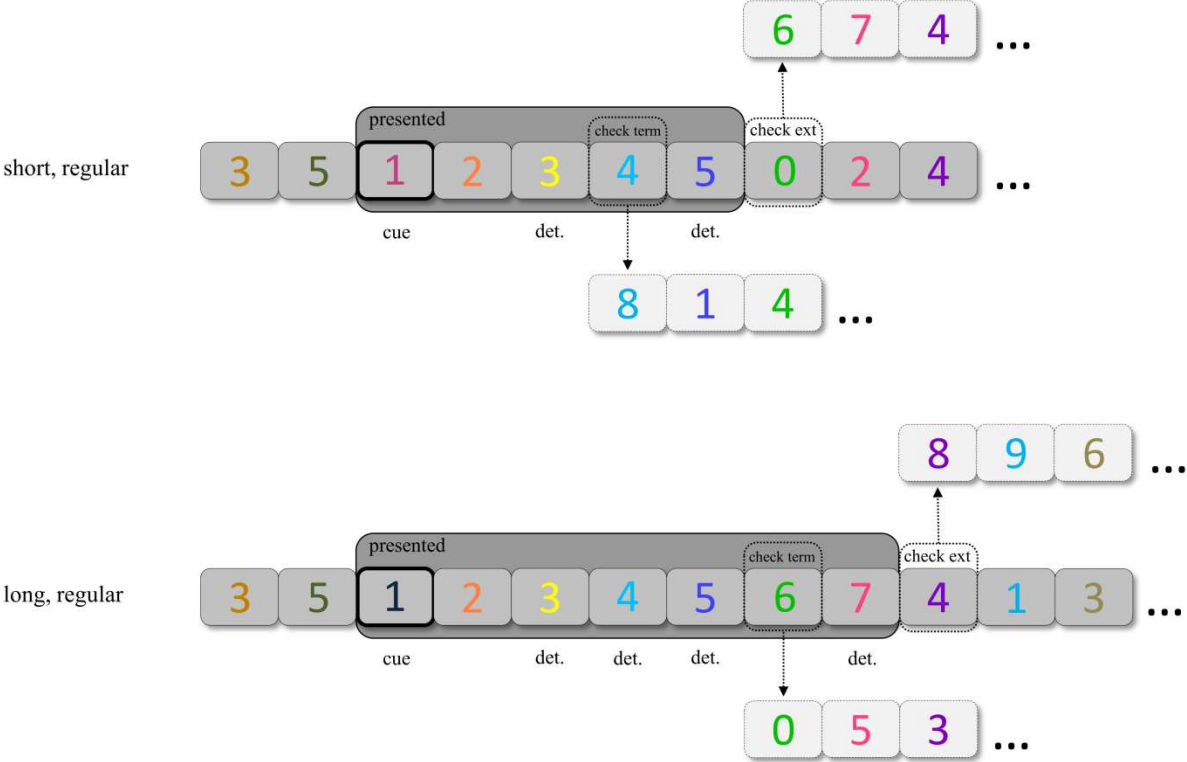 6 7 4 ...
presented
check term
check ext
short, regular
3 5 1 2 3 4 5 0 2 4 ...
cue det. det.
8 1 4 ...
8 9 6 ...
presented
check term
check ext
long, regular
3 5 1 2 3 4 5 6 7 4 1 3 ...
cue det. det. det. det.
0 5 3 ...